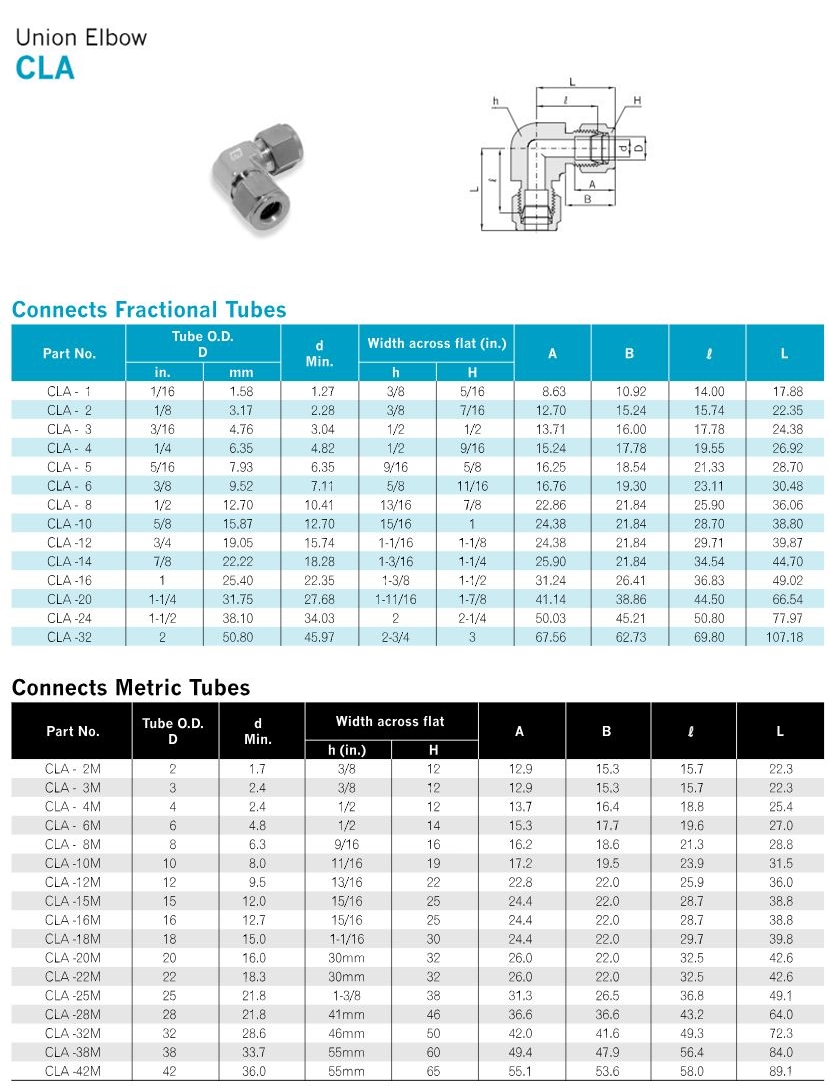 Union Elbow
CLA
L
h ℓ H
L ℓ d D
A
B
Connects Fractional Tubes
Part No. Tube O.D. D d Min. Width across flat (in.) A B ℓ L
in. mm h H
CLA - 1 1/16 1.58 1.27 3/8 5/16 8.63 10.92 14.00 17.88
CLA - 2 1/8 3.17 2.28 3/8 7/16 12.70 15.24 15.74 22.35
CLA - 3 3/16 4.76 3.04 1/2 1/2 13.71 16.00 17.78 24.38
CLA - 4 1/4 6.35 4.82 1/2 9/16 15.24 17.78 19.55 26.92
CLA - 5 5/16 7.93 6.35 9/16 5/8 16.25 18.54 21.33 28.70
CLA - 6 3/8 9.52 7.11 5/8 11/16 16.76 19.30 23.11 30.48
CLA - 8 1/2 12.70 10.41 13/16 7/8 22.86 21.84 25.90 36.06
CLA -10 5/8 15.87 12.70 15/16 1 24.38 21.84 28.70 38.80
CLA -12 3/4 19.05 15.74 1-1/16 1-1/8 24.38 21.84 29.71 39.87
CLA -14 7/8 22.22 18.28 1-3/16 1-1/4 25.90 21.84 34.54 44.70
CLA -16 1 25.40 22.35 1-3/8 1-1/2 31.24 26.41 36.83 49.02
CLA -20 1-1/4 31.75 27.68 1-11/16 1-7/8 41.14 38.86 44.50 66.54
CLA -24 1-1/2 38.10 34.03 2 2-1/4 50.03 45.21 50.80 77.97
CLA -32 2 50.80 45.97 2-3/4 3 67.56 62.73 69.80 107.18
Connects Metric Tubes
Part No. Tube O.D. D d Min. Width across flat A B ℓ L
h (in.) H
CLA - 2M 2 1.7 3/8 12 12.9 15.3 15.7 22.3
CLA - 3M 3 2.4 3/8 12 12.9 15.3 15.7 22.3
CLA - 4M 4 2.4 1/2 12 13.7 16.4 18.8 25.4
CLA - 6M 6 4.8 1/2 14 15.3 17.7 19.6 27.0
CLA - 8M 8 6.3 9/16 16 16.2 18.6 21.3 28.8
CLA -10M 10 8.0 11/16 19 17.2 19.5 23.9 31.5
CLA -12M 12 9.5 13/16 22 22.8 22.0 25.9 36.0
CLA -15M 15 12.0 15/16 25 24.4 22.0 28.7 38.8
CLA -16M 16 12.7 15/16 25 24.4 22.0 28.7 38.8
CLA -18M 18 15.0 1-1/16 30 24.4 22.0 29.7 39.8
CLA -20M 20 16.0 30mm 32 26.0 22.0 32.5 42.6
CLA -22M 22 18.3 30mm 32 26.0 22.0 32.5 42.6
CLA -25M 25 21.8 1-3/8 38 31.3 26.5 36.8 49.1
CLA -28M 28 21.8 41mm 46 36.6 36.6 43.2 64.0
CLA -32M 32 28.6 46mm 50 42.0 41.6 49.3 72.3
CLA -38M 38 33.7 55mm 60 49.4 47.9 56.4 84.0
CLA -42M 42 36.0 55mm 65 55.1 53.6 58.0 89.1